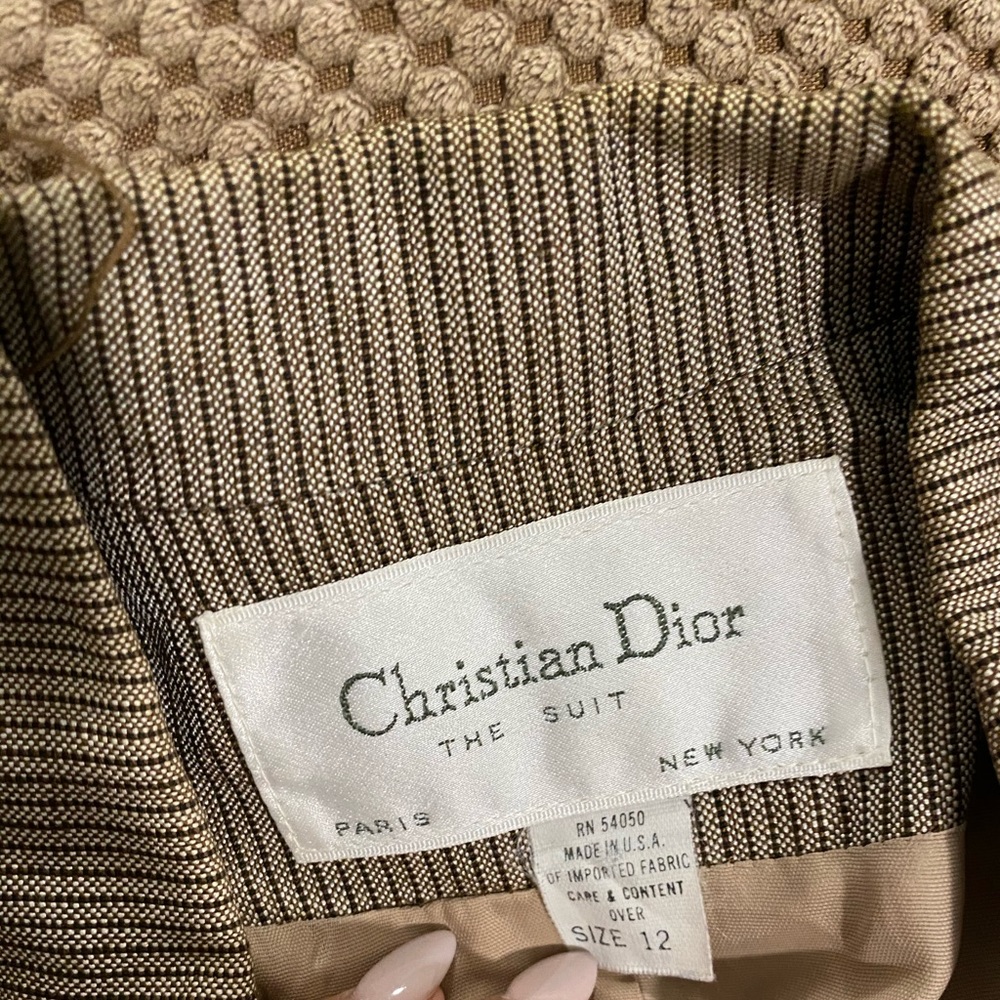 Christian Dior
THE SUIT
PARIS NEW YORK
RN 54050
MADE IN U.S.A.
OF IMPORTED FABRIC
CARE & CONTENT
OVER
SIZE 12